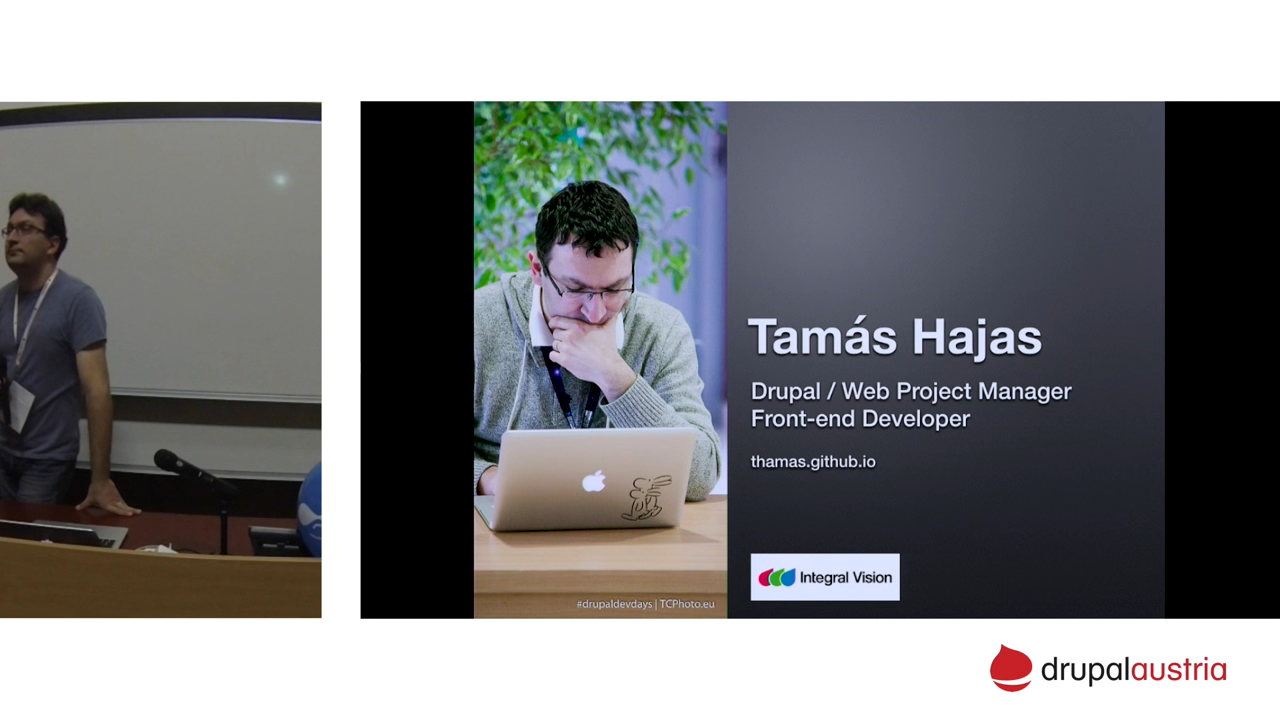 Tamás Hajas
Drupal / Web Project Manager
Front-end Developer
thamas.github.io
Integral Vision
#drupaldevdays | TCPhoto.eu
drupalaustria